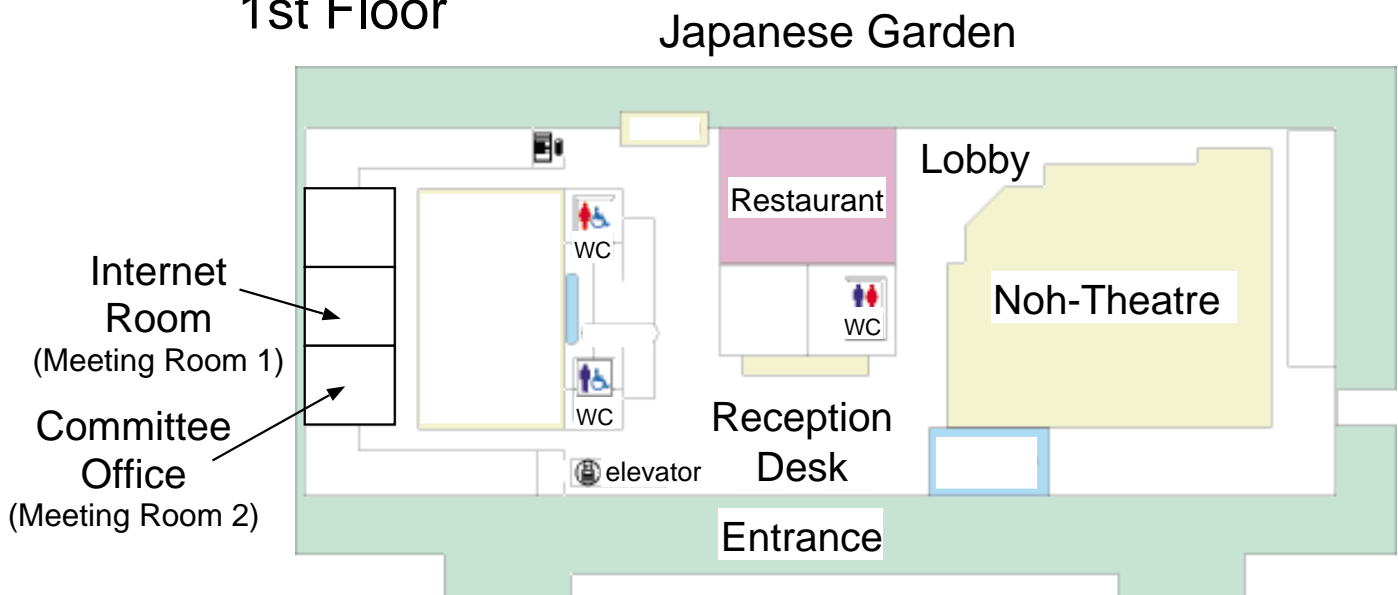 1st Floor
Japanese Garden
Lobby
Restaurant
WC
Internet
Room
(Meeting Room 1)
Noh-Theatre
WC
Committee
Office
(Meeting Room 2)
WC
Reception
Desk
elevator
Entrance